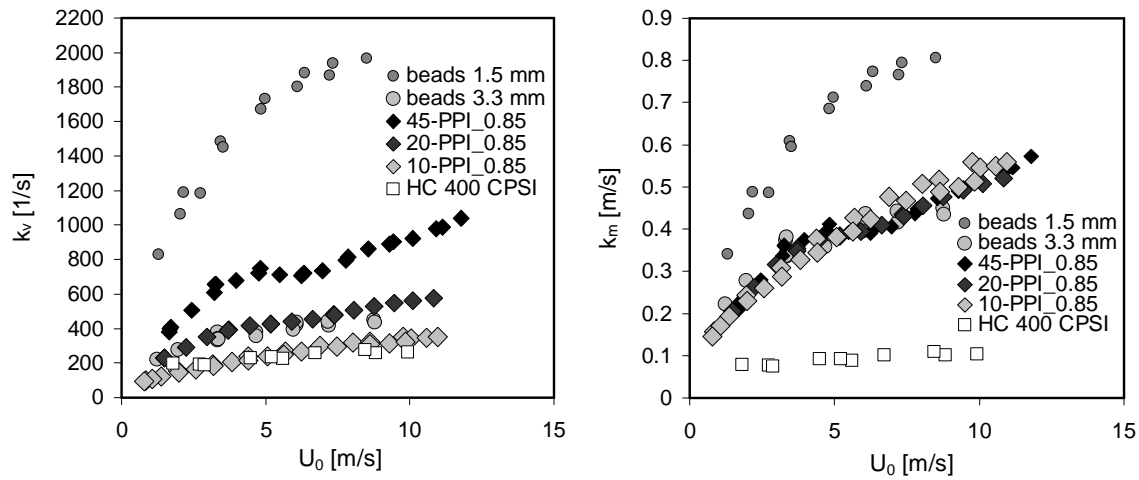 2200
2000
1800
1600
1400
1200
1000
800
600
400
200
0
k_v [1/s]
0 5 10 15
U_0 [m/s]
beads 1.5 mm
beads 3.3 mm
45-PPI_0.85
20-PPI_0.85
10-PPI_0.85
HC 400 CPSI
0.9
0.8
0.7
0.6
0.5
0.4
0.3
0.2
0.1
0
k_m [m/s]
0 5 10 15
U_0 [m/s]
beads 1.5 mm
beads 3.3 mm
45-PPI_0.85
20-PPI_0.85
10-PPI_0.85
HC 400 CPSI